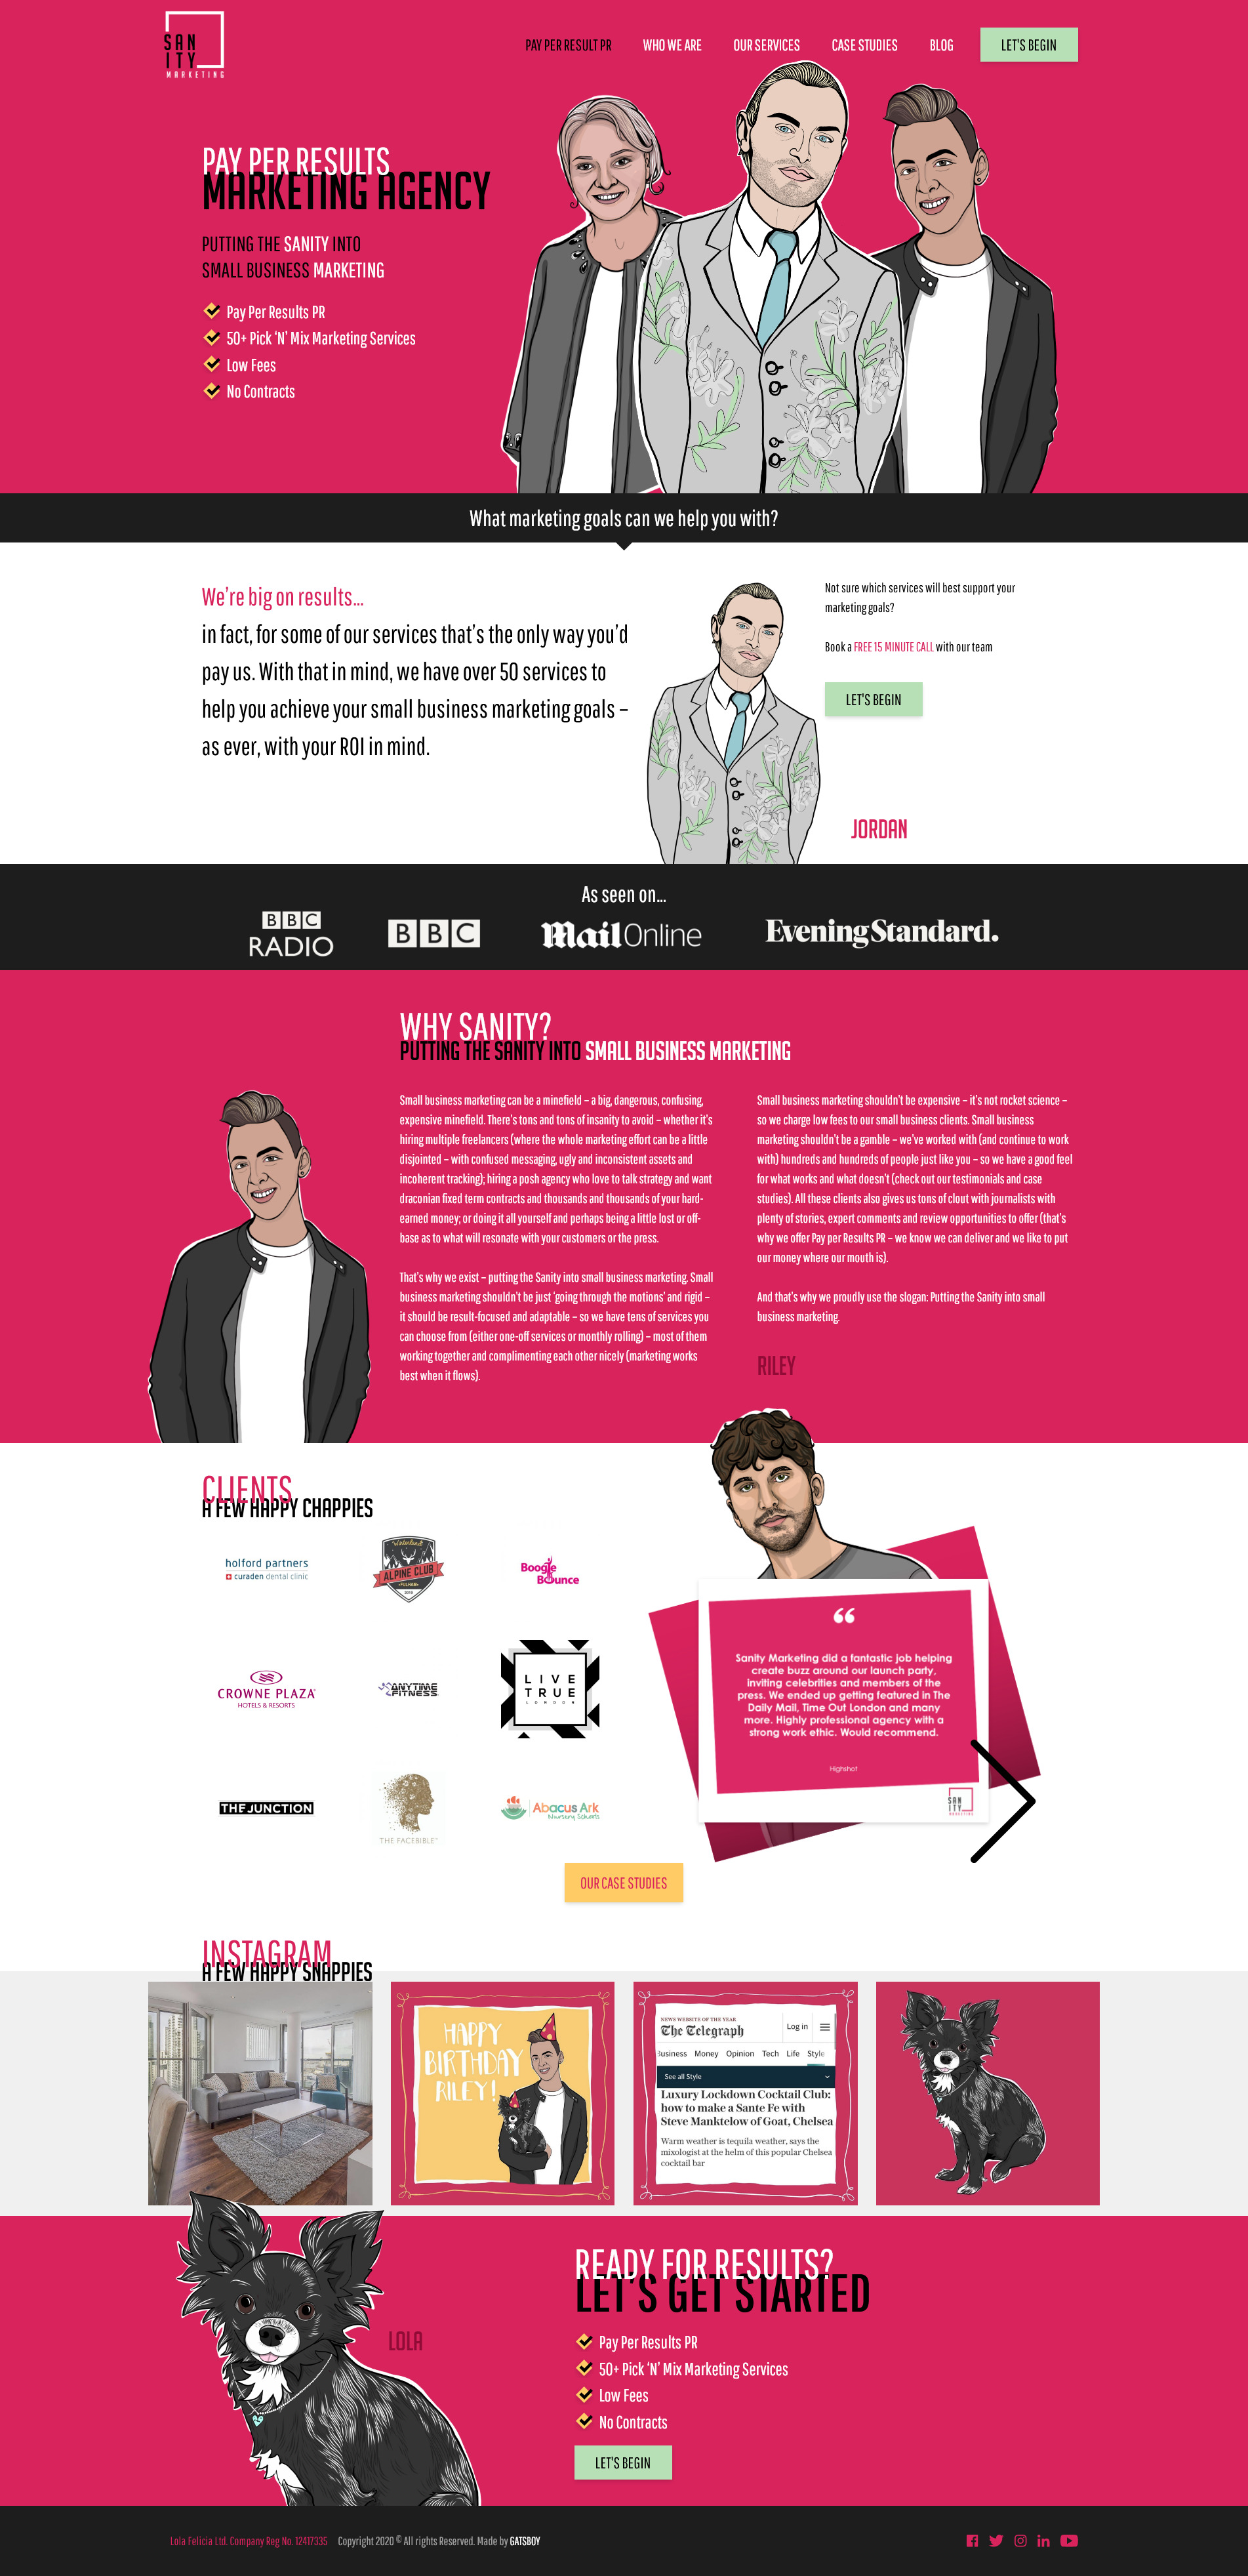 SAN
ITY
MARKETING
PAY PER RESULT PR
WHO WE ARE
OUR SERVICES
CASE STUDIES
BLOG
LET'S BEGIN
PAY PER RESULTS
MARKETING AGENCY
PUTTING THE SANITY INTO
SMALL BUSINESS MARKETING
Pay Per Results PR
50+ Pick ‘N’ Mix Marketing Services
Low Fees
No Contracts
What marketing goals can we help you with?
We’re big on results...
in fact, for some of our services that’s the only way you’d
pay us. With that in mind, we have over 50 services to
help you achieve your small business marketing goals –
as ever, with your ROI in mind.
Not sure which services will best support your
marketing goals?
Book a FREE 15 MINUTE CALL with our team
LET'S BEGIN
JORDAN
As seen on...
BBC
RADIO
BBC
Mail Online
Evening Standard.
WHY SANITY?
PUTTING THE SANITY INTO SMALL BUSINESS MARKETING
Small business marketing can be a minefield – a big, dangerous, confusing,
expensive minefield. There’s tons and tons of insanity to avoid – whether it’s
hiring multiple freelancers (where the whole marketing effort can be a little
disjointed – with confused messaging, ugly and inconsistent assets and
incoherent tracking); hiring a posh agency who love to talk strategy and want
draconian fixed term contracts and thousands and thousands of your hard-
earned money; or doing it all yourself and perhaps being a little lost or off-
base as to what will resonate with your customers or the press.
That’s why we exist – putting the Sanity into small business marketing. Small
business marketing shouldn’t be just ‘going through the motions’ and rigid –
it should be result-focused and adaptable – so we have tens of services you
can choose from (either one-off services or monthly rolling) – most of them
working together and complimenting each other nicely (marketing works
best when it flows).
Small business marketing shouldn’t be expensive – it’s not rocket science –
so we charge low fees to our small business clients. Small business
marketing shouldn’t be a gamble – we’ve worked with (and continue to work
with) hundreds and hundreds of people just like you – so we have a good feel
for what works and what doesn’t (check out our testimonials and case
studies). All these clients also gives us tons of clout with journalists with
plenty of stories, expert comments and review opportunities to offer (that’s
why we offer Pay per Results PR – we know we can deliver and we like to put
our money where our mouth is).
And that’s why we proudly use the slogan: Putting the Sanity into small
business marketing.
RILEY
CLIENTS
A FEW HAPPY CHAPPIES
holford partners
curaden dental clinic
Winterland
ALPINE CLUB
FULHAM
Boogie
Bounce
CROWNE PLAZA
HOTELS & RESORTS
ANYTIME
FITNESS
LIVE
TRUE
LONDON
THE JUNCTION
THE FACEBIBLE™
Abacus Ark
Nursery Schools
“
Sanity Marketing did a fantastic job helping
create buzz around our launch party,
inviting celebrities and members of the
press. We ended up getting featured in The
Daily Mail, Time Out London and many
more. Highly professional agency with a
strong work ethic. Would recommend.
Highshot
SAN
ITY
MARKETING
OUR CASE STUDIES
INSTAGRAM
A FEW HAPPY SNAPPIES
HAPPY
BIRTHDAY
RILEY!
NEWS WEBSITE OF THE YEAR
The Telegraph
Log in
Business Money Opinion Tech Life Style
See all Style
Luxury Lockdown Cocktail Club:
how to make a Sante Fe with
Steve Manktelow of Goat, Chelsea
Warm weather is tequila weather, says the
mixologist at the helm of this popular Chelsea
cocktail bar
READY FOR RESULTS?
LET'S GET STARTED
LOLA
Pay Per Results PR
50+ Pick ‘N’ Mix Marketing Services
Low Fees
No Contracts
LET'S BEGIN
Lola Felicia Ltd. Company Reg No. 12417335 Copyright 2020 © All rights Reserved. Made by GATSBOY